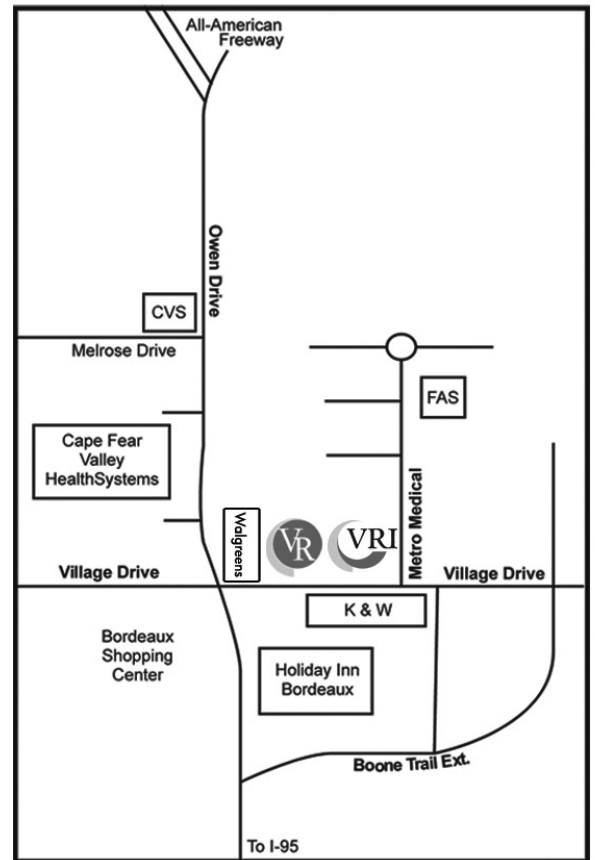 All-American
Freeway
Owen Drive
CVS
Melrose Drive
FAS
Cape Fear
Valley
HealthSystems
Walgreens
VR
VRI
Metro Medical
Village Drive
Village Drive
K & W
Bordeaux
Shopping
Center
Holiday Inn
Bordeaux
Boone Trail Ext.
To I-95